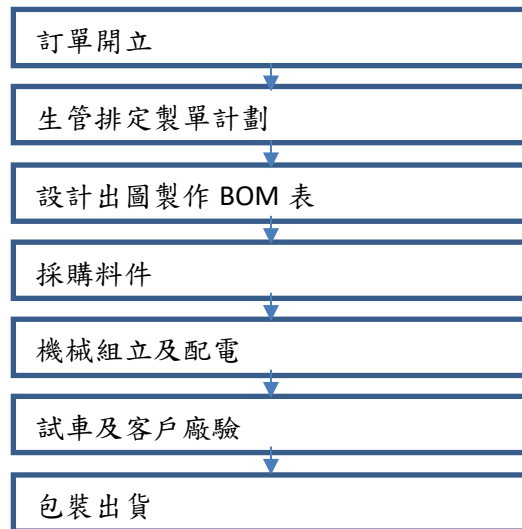 訂單開立
生管排定製單計劃
設計出圖製作 BOM 表
採購料件
機械組立及配電
試車及客戶廠驗
包裝出貨